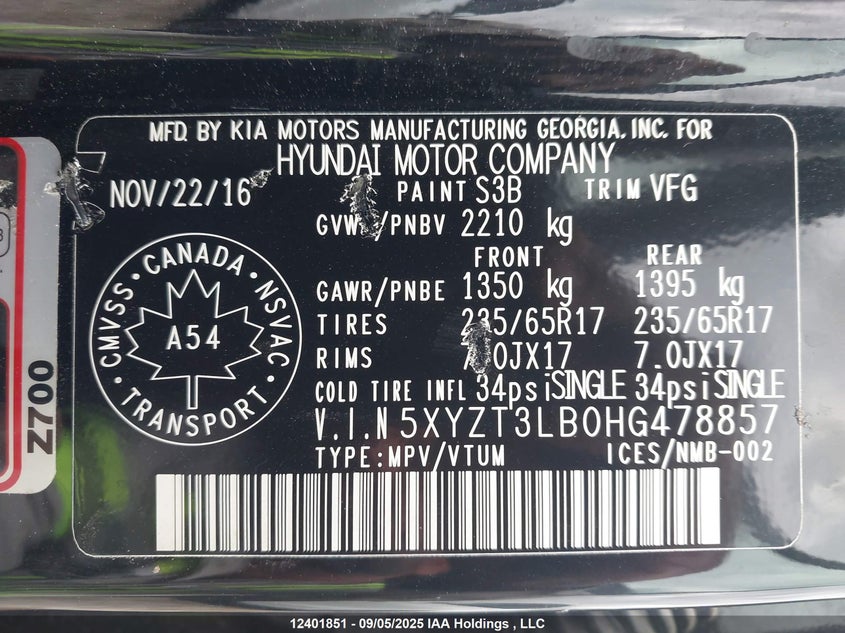 MFD. BY KIA MOTORS MANUFACTURING GEORGIA, INC. FOR
HYUNDAI MOTOR COMPANY
NOV/22/16 PAINT S3B TRIM VFG
/PNBV 2210 kg
FRONT REAR
GAWR/PNBE 1350 kg 1395 kg
TIRES 235/65R17 235/65R17
RIMS 7.0JX17
COLD TIRE INFL 34psiSINGLE 34psiSINGLE
V.I.N 5XYZT3LB0HG478857
TYPE:MPV/VTUM ICES/NMB-002
CMVSS • CANADA • NSVAC • TRANSPORT •
A54
Z700
12401851 - 09/05/2025 IAA Holdings, LLC